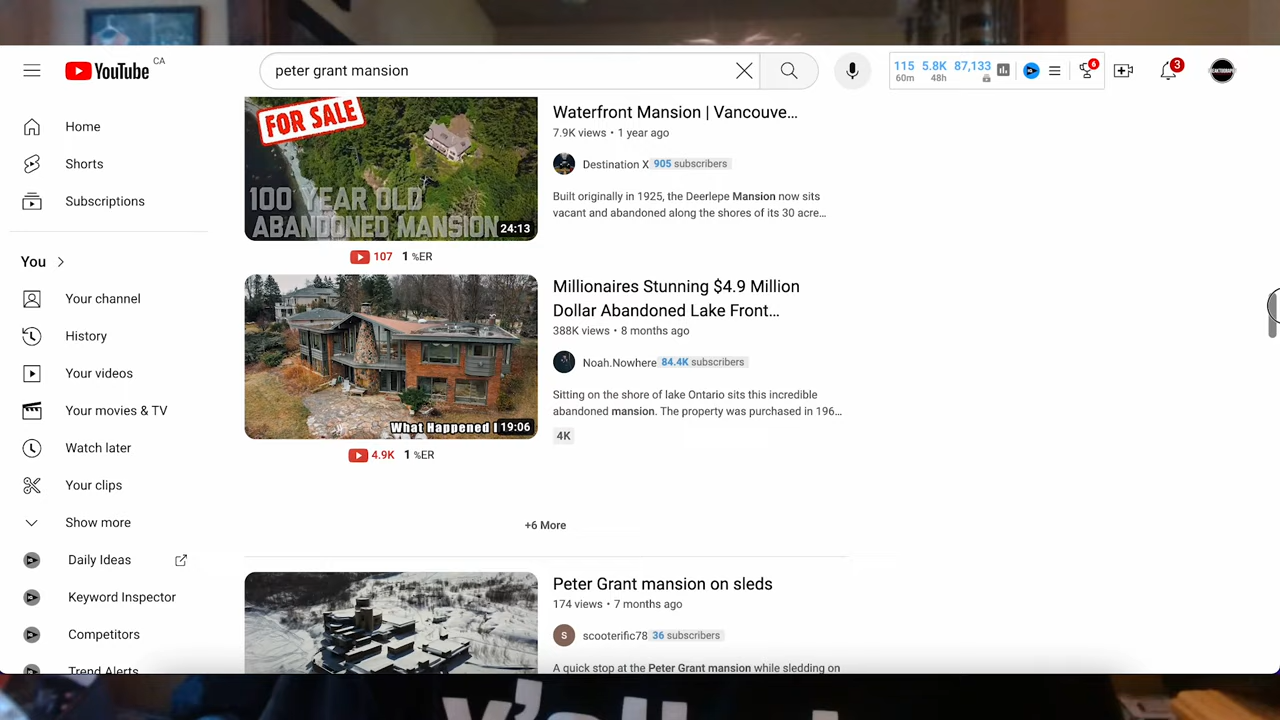 YouTube CA
peter grant mansion
115 5.8K 87,133
60m 48h
6
3
Home
Shorts
Subscriptions
You
Your channel
History
Your videos
Your movies & TV
Watch later
Your clips
Show more
Daily Ideas
Keyword Inspector
Competitors
Trend Alerts
FOR SALE
100 YEAR OLD
ABANDONED MANSION
24:13
Waterfront Mansion | Vancouve...
7.9K views • 1 year ago
Destination X 905 subscribers
Built originally in 1925, the Deerlepe Mansion now sits
vacant and abandoned along the shores of its 30 acre...
107 1 %ER
What Happened
19:06
Millionaires Stunning $4.9 Million
Dollar Abandoned Lake Front...
388K views • 8 months ago
Noah.Nowhere 84.4K subscribers
Sitting on the shore of lake Ontario sits this incredible
abandoned mansion. The property was purchased in 196...
4K
4.9K 1 %ER
+6 More
Peter Grant mansion on sleds
174 views • 7 months ago
S scooterific78 36 subscribers
A quick stop at the Peter Grant mansion while sledding on